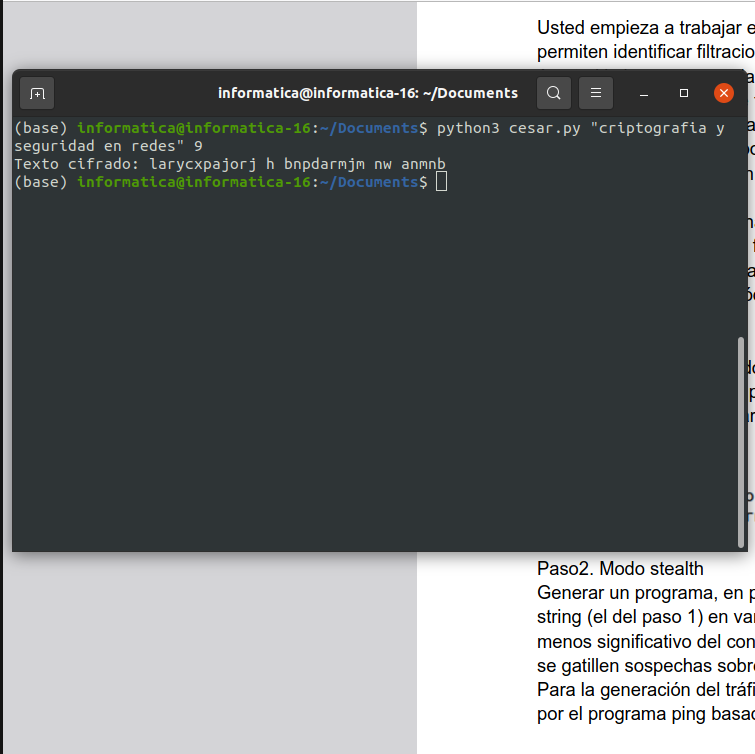 Usted empieza a trabajar e
permiten identificar filtracio
informatica@informatica-16: ~/Documents
(base) informatica@informatica-16:~/Documents$ python3 cesar.py "criptografia y
seguridad en redes" 9
Texto cifrado: larycxpajorj h bnpdarmjm nw anmnb
(base) informatica@informatica-16:~/Documents$
Paso2. Modo stealth
Generar un programa, en p
string (el del paso 1) en va
menos significativo del con
se gatillen sospechas sobr
Para la generación del tráfi
por el programa ping basad